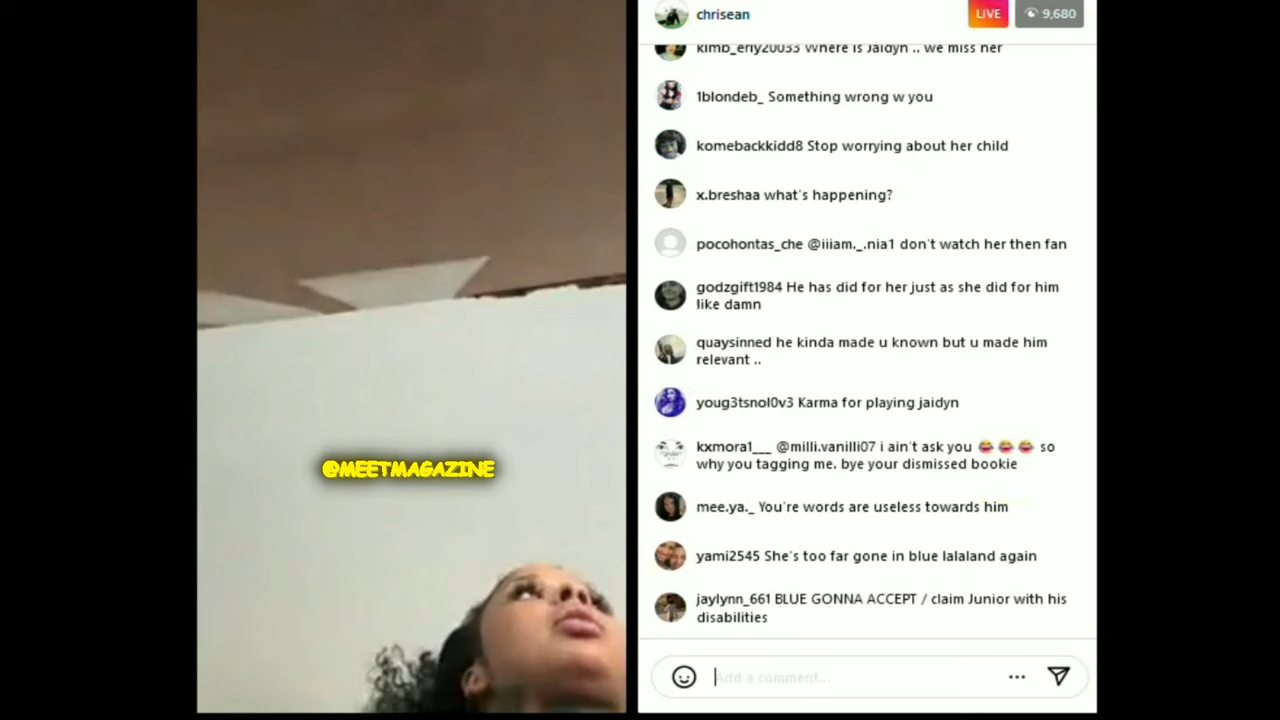 chrisean
LIVE
9,680
kimb_erly20033 Where is Jaidyn .. we miss her
1blondeb_ Something wrong w you
komebackkidd8 Stop worrying about her child
x.breshaa what's happening?
pocohontas_che @iiiam._.nia1 don't watch her then fan
godzgift1984 He has did for her just as she did for him
like damn
quaysinned he kinda made u known but u made him
relevant ..
youg3tsnol0v3 Karma for playing jaidyn
kxmora1___ @milli.vanilli07 i ain't ask you 😂😂😂 so
why you tagging me. bye your dismissed bookie
mee.ya._ You're words are useless towards him
yami2545 She's too far gone in blue lalaland again
jaylynn_661 BLUE GONNA ACCEPT / claim Junior with his
disabilities
Add a comment...
@MEETMAGAZINE